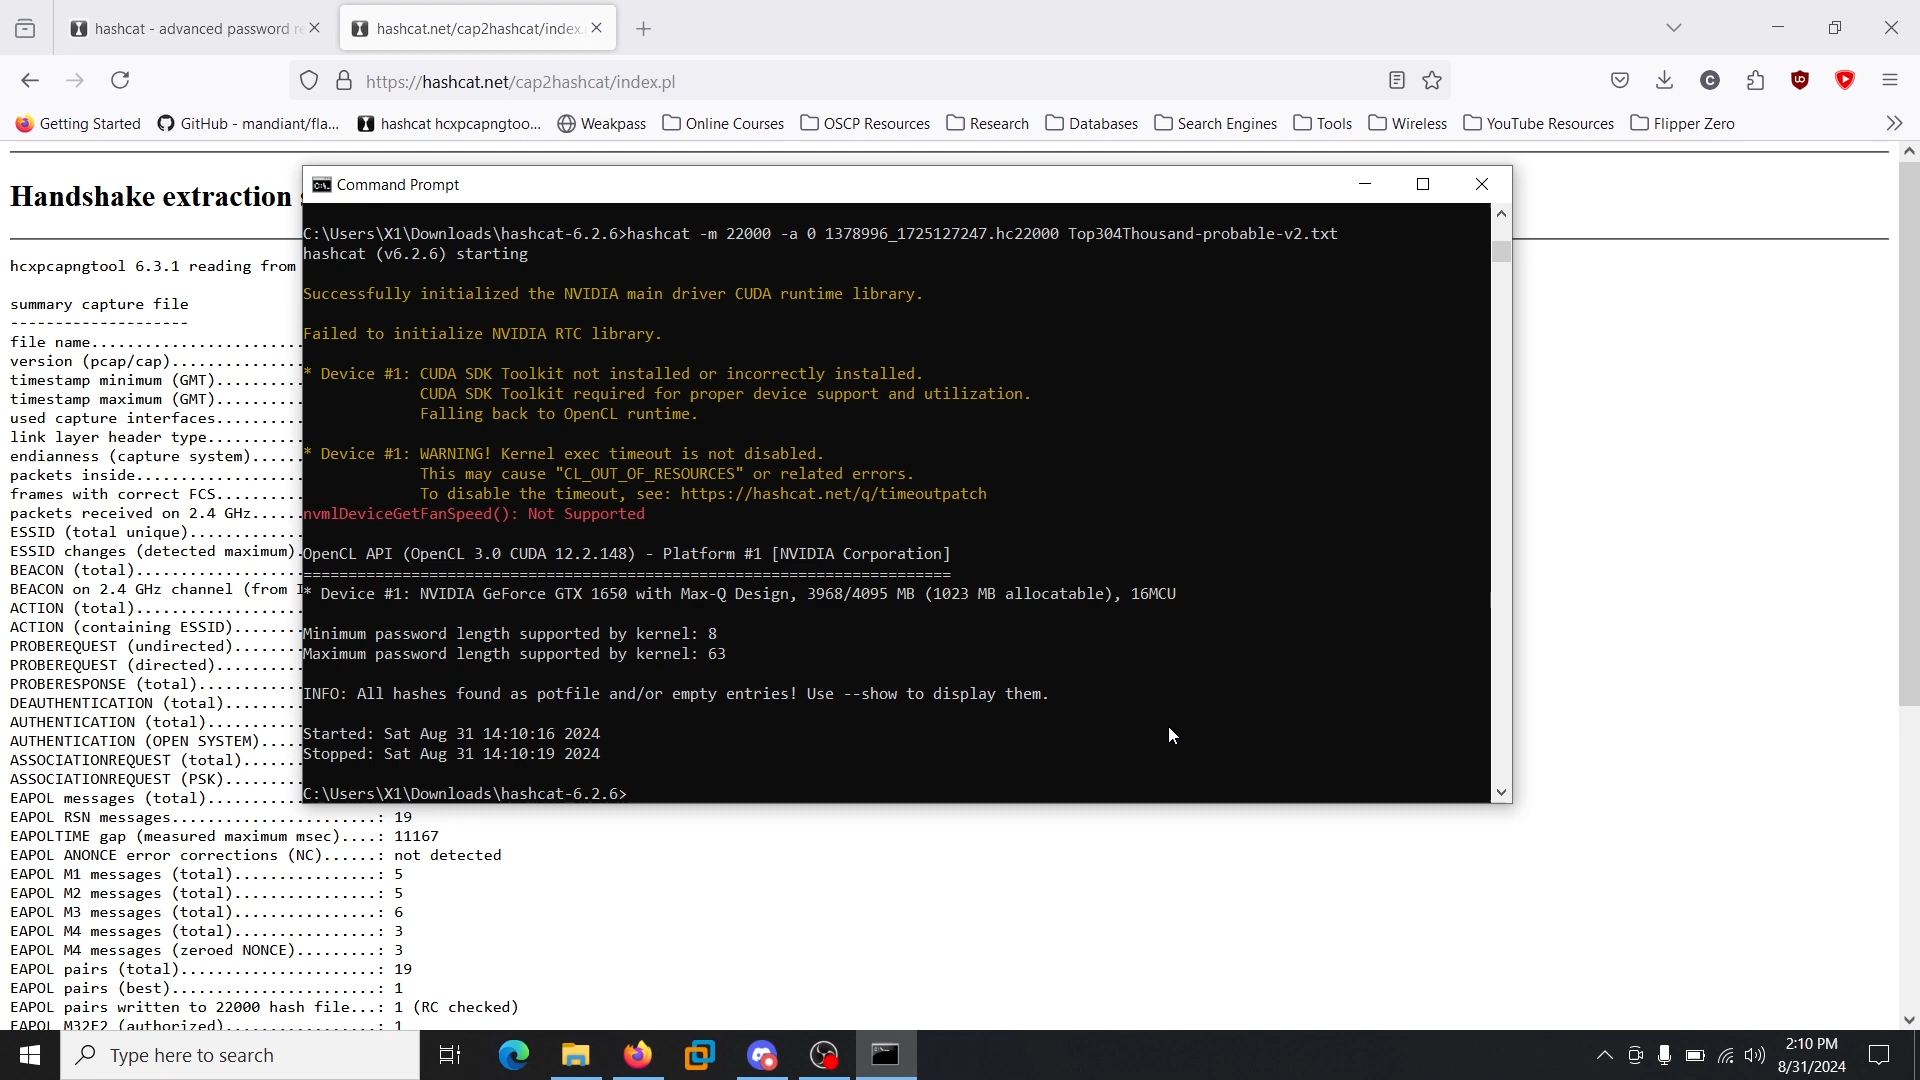 hashcat - advanced password re
hashcat.net/cap2hashcat/index.
https://hashcat.net/cap2hashcat/index.pl
Getting Started
GitHub - mandiant/fla...
hashcat hcxpcapngtoo...
Weakpass
Online Courses
OSCP Resources
Research
Databases
Search Engines
Tools
Wireless
YouTube Resources
Flipper Zero
Handshake extraction
Command Prompt
C:\Users\X1\Downloads\hashcat-6.2.6>hashcat -m 22000 -a 0 1378996_1725127247.hc22000 Top304Thousand-probable-v2.txt
hashcat (v6.2.6) starting
Successfully initialized the NVIDIA main driver CUDA runtime library.
Failed to initialize NVIDIA RTC library.
* Device #1: CUDA SDK Toolkit not installed or incorrectly installed.
CUDA SDK Toolkit required for proper device support and utilization.
Falling back to OpenCL runtime.
* Device #1: WARNING! Kernel exec timeout is not disabled.
This may cause "CL_OUT_OF_RESOURCES" or related errors.
To disable the timeout, see: https://hashcat.net/q/timeoutpatch
nvmlDeviceGetFanSpeed(): Not Supported
OpenCL API (OpenCL 3.0 CUDA 12.2.148) - Platform #1 [NVIDIA Corporation]
========================================================================
* Device #1: NVIDIA GeForce GTX 1650 with Max-Q Design, 3968/4095 MB (1023 MB allocatable), 16MCU
Minimum password length supported by kernel: 8
Maximum password length supported by kernel: 63
INFO: All hashes found as potfile and/or empty entries! Use --show to display them.
Started: Sat Aug 31 14:10:16 2024
Stopped: Sat Aug 31 14:10:19 2024
C:\Users\X1\Downloads\hashcat-6.2.6>
hcxpcapngtool 6.3.1 reading from
summary capture file
--------------------
file name.......................
version (pcap/cap)...............
timestamp minimum (GMT)..........
timestamp maximum (GMT)..........
used capture interfaces..........
link layer header type...........
endianness (capture system)......
packets inside...................
frames with correct FCS..........
packets received on 2.4 GHz......
ESSID (total unique).............
ESSID changes (detected maximum).
BEACON (total)...................
BEACON on 2.4 GHz channel (from I
ACTION (total)...................
ACTION (containing ESSID)........
PROBEREQUEST (undirected)........
PROBEREQUEST (directed)..........
PROBERESPONSE (total)............
DEAUTHENTICATION (total).........
AUTHENTICATION (total)...........
AUTHENTICATION (OPEN SYSTEM).....
ASSOCIATIONREQUEST (total).......
ASSOCIATIONREQUEST (PSK).........
EAPOL messages (total)...........
EAPOL RSN messages.......................: 19
EAPOLTIME gap (measured maximum msec)....: 11167
EAPOL ANONCE error corrections (NC)......: not detected
EAPOL M1 messages (total)................: 5
EAPOL M2 messages (total)................: 5
EAPOL M3 messages (total)................: 6
EAPOL M4 messages (total)................: 3
EAPOL M4 messages (zeroed NONCE).........: 3
EAPOL pairs (total)......................: 19
EAPOL pairs (best).......................: 1
EAPOL pairs written to 22000 hash file...: 1 (RC checked)
EAPOL M32E2 (authorized).................: 1
Type here to search
2:10 PM
8/31/2024